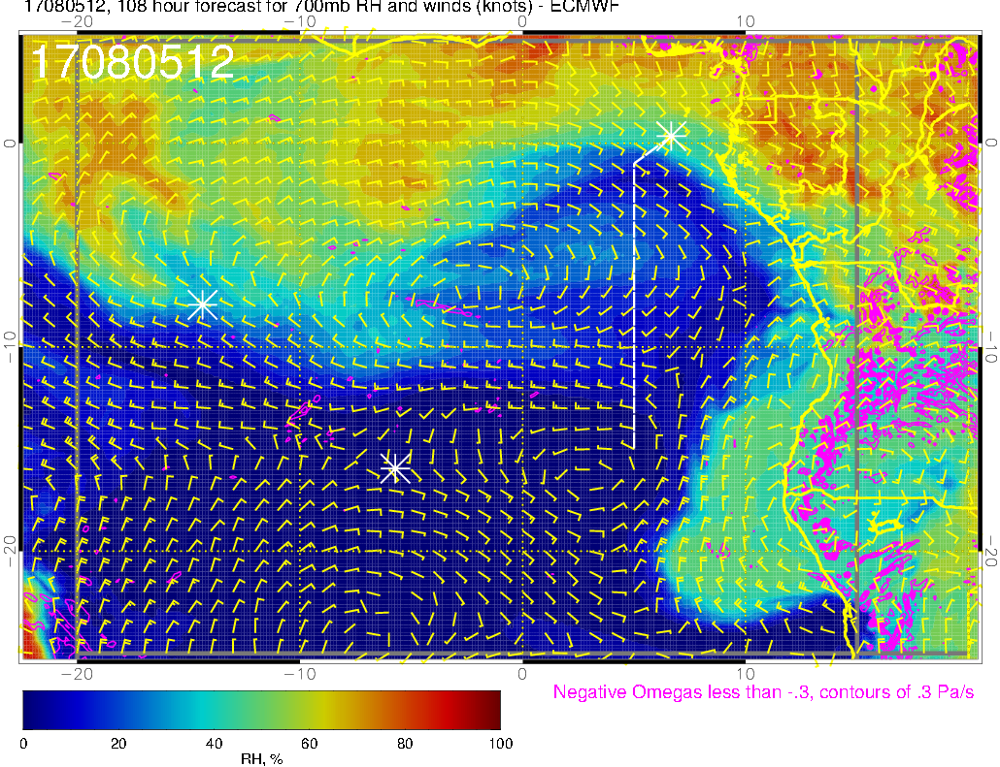 17080512, 108 hour forecast for 700mb RH and winds (knots) - ECMWF
−20 −10 0 10
17080512
0 0
−10 −10
−20 −20
−20 −10 0 10
Negative Omegas less than -.3, contours of .3 Pa/s
0 20 40 60 80 100
RH, %